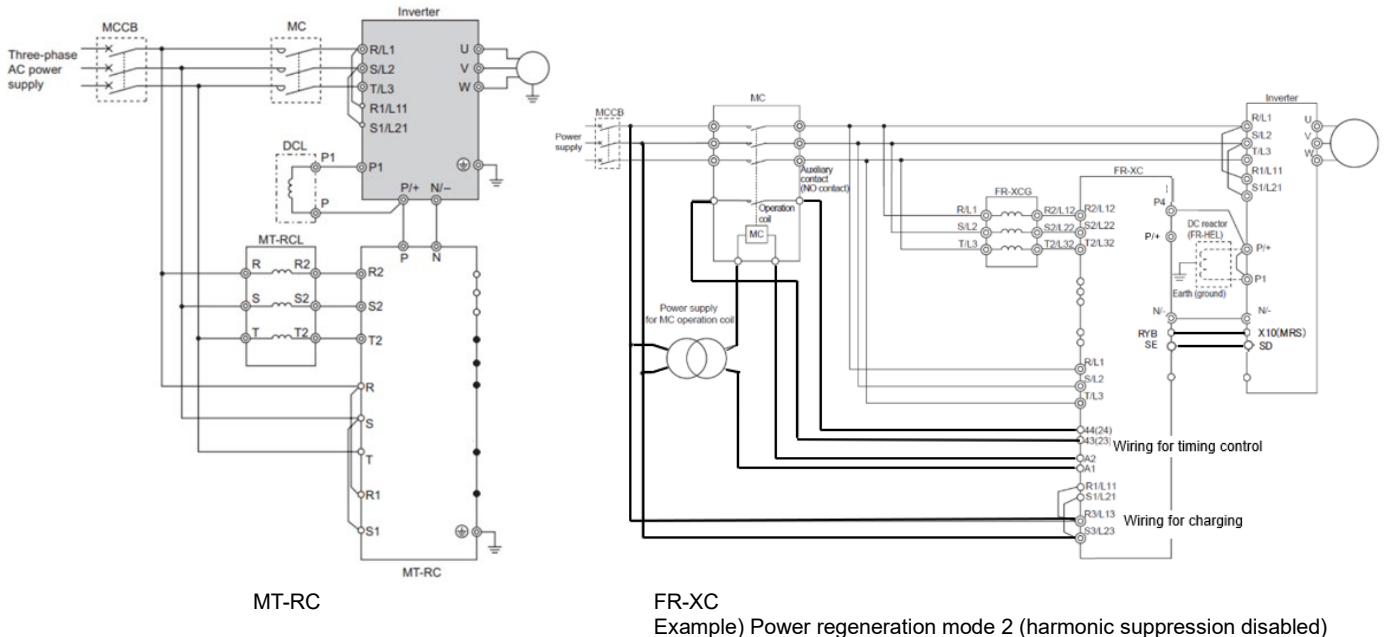 Inverter
MCCB
MC
Three-phase
AC power
supply
R/L1
S/L2
T/L3
R1/L11
S1/L21
U
V
W
DCL
P1
P
P1
P/+
N/−
MT-RCL
R
R2
S
S2
T
T2
P
N
R2
S2
T2
R
S
T
R1
S1
MT-RC
MT-RC
MC
MCCB
Power
supply
Auxiliary
contact
(NO contact)
Operation
coil
MC
Power supply
for MC operation coil
Inverter
R/L1
S/L2
T/L3
R1/L11
S1/L21
U
V
W
FR-XCG
R/L1
R2/L12
S/L2
S2/L22
T/L3
T2/L32
FR-XC
R2/L12
S2/L22
T2/L32
P4
P/+
DC reactor
(FR-HEL)
Earth (ground)
P/+
P1
N/-
N/-
RYB
X10(MRS)
SE
SD
R/L1
S/L2
T/L3
44(24)
43(23)
Wiring for timing control
A2
A1
R1/L11
S1/L21
R3/L13
Wiring for charging
S3/L23
FR-XC
Example) Power regeneration mode 2 (harmonic suppression disabled)